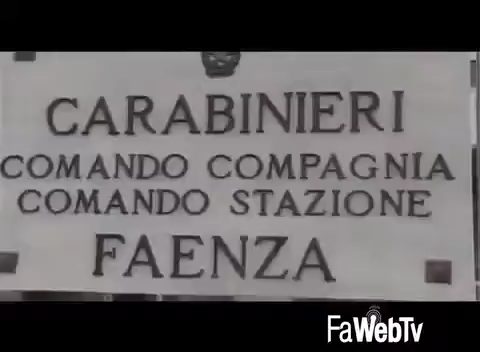 CARABINIERI
COMANDO COMPAGNIA
COMANDO STAZIONE
FAENZA
FaWebTv